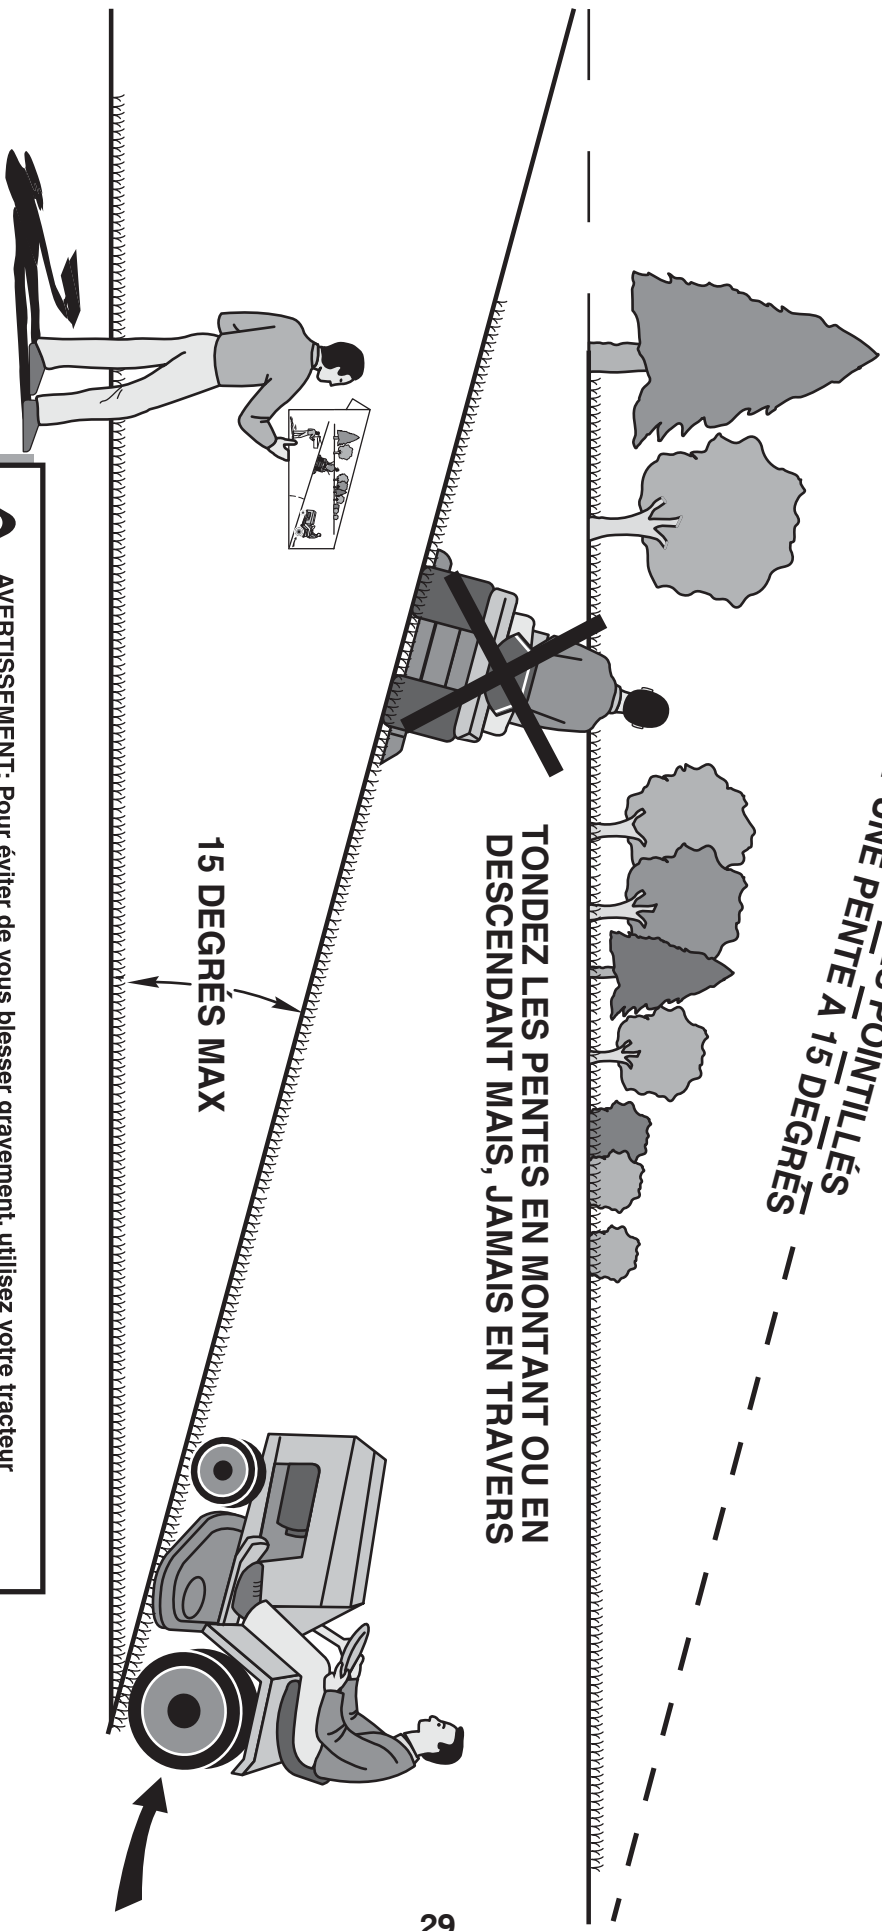 POINTILLÉS
UNE PENTE A 15 DEGRÉS
TONDEZ LES PENTES EN MONTANT OU EN
DESCENDANT MAIS, JAMAIS EN TRAVERS
15 DEGRÉS MAX
AVERTISSEMENT: Pour éviter de vous blesser gravement, utilisez votre tracteur
29